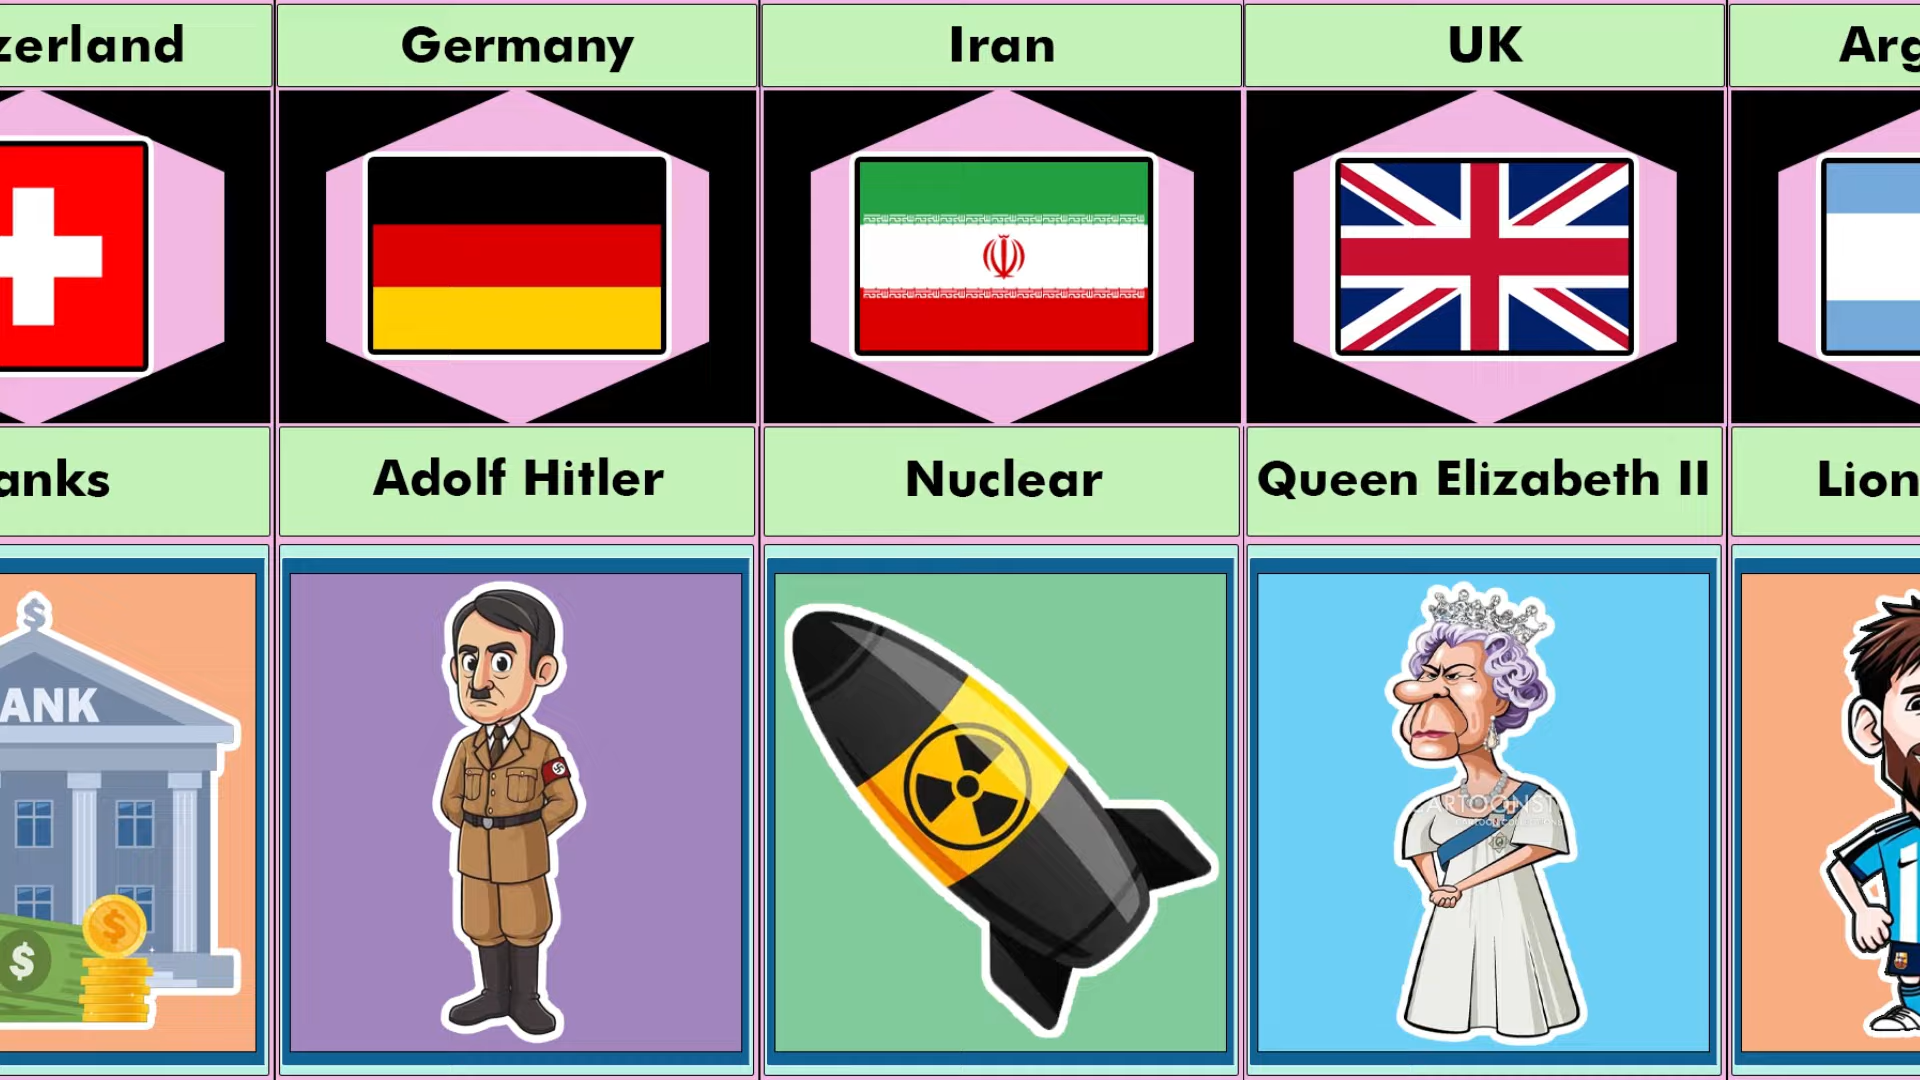 zerland
Germany
Iran
UK
Arg
anks
Adolf Hitler
Nuclear
Queen Elizabeth II
Lion
ANK